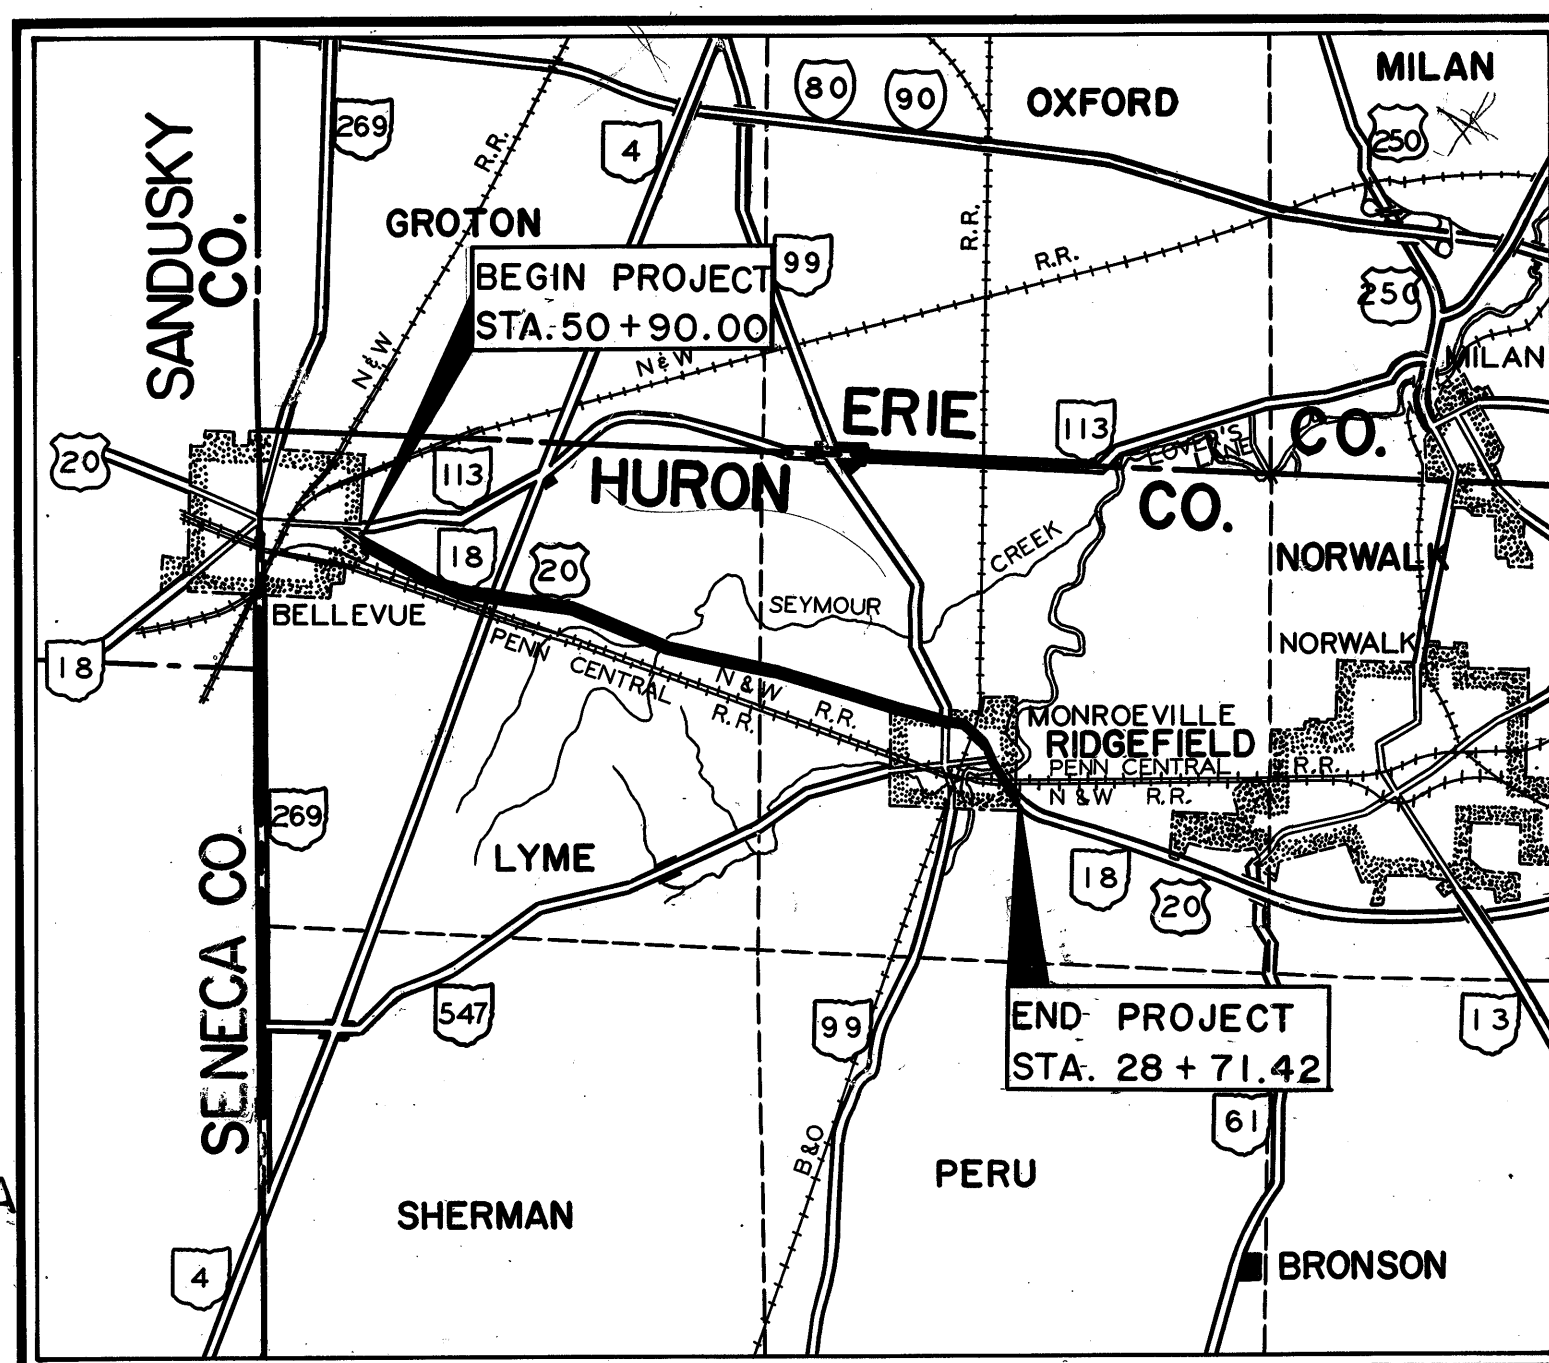 MILAN
80
90
OXFORD
250
269
4
R.R.
SANDUSKY
CO.
GROTON
R.R.
99
R.R.
BEGIN PROJECT
STA. 50 + 90.00
250
N & W
N & W
MILAN
ERIE
CO.
113
LOVER'S
LANE
20
113
HURON
CO.
18
20
CREEK
NORWALK
SEYMOUR
BELLEVUE
NORWALK
18
PENN CENTRAL R.R.
N & W R.R.
MONROEVILLE
RIDGEFIELD
PENN CENTRAL R.R.
N & W R.R.
269
LYME
18
20
SENECA CO
547
99
END PROJECT
STA. 28 + 71.42
13
61
B & O
PERU
SHERMAN
4
BRONSON
A